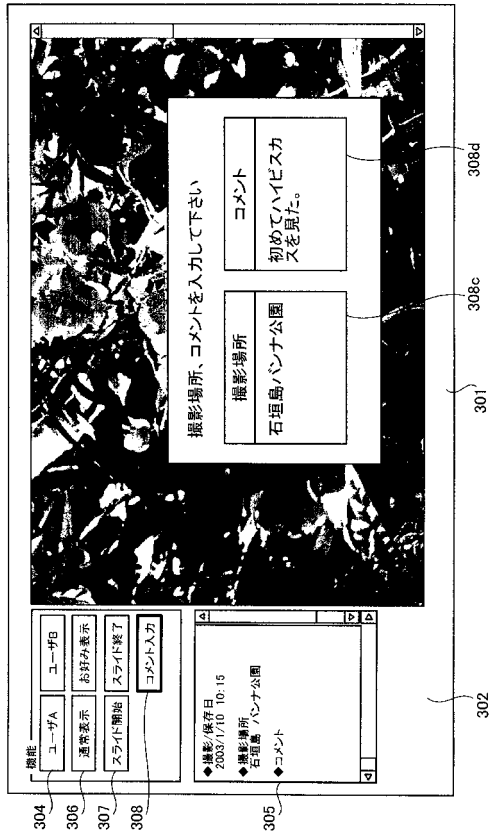 機能
ユーザA
ユーザB
通常表示
お好み表示
スライド開始
スライド終了
コメント入力
304
306
307
308
◆撮影/保存日
2003/1/10 10:15
◆撮影場所
石垣島 バンナ公園
◆コメント
305
302
撮影場所、コメントを入力して下さい
撮影場所
石垣島バンナ公園
コメント
初めてハイビスカ
スを見た。
308c
308d
301